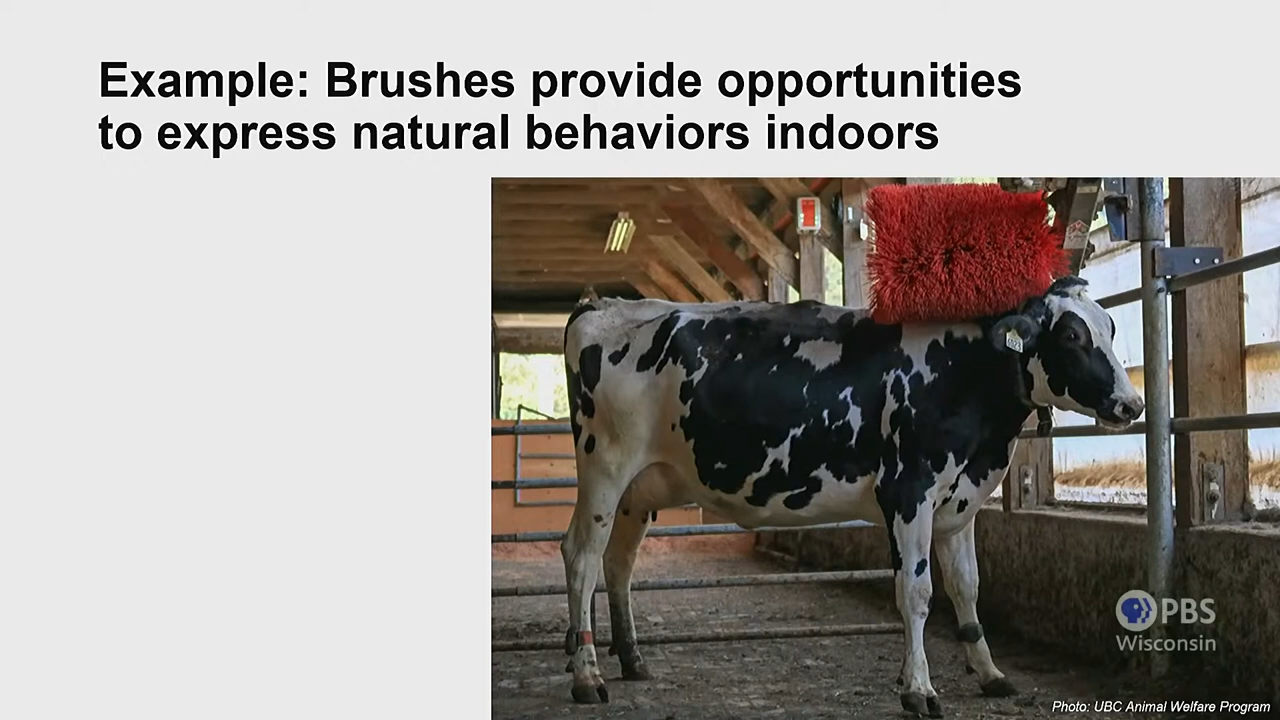 Example: Brushes provide opportunities
to express natural behaviors indoors
PBS
Wisconsin
Photo: UBC Animal Welfare Program